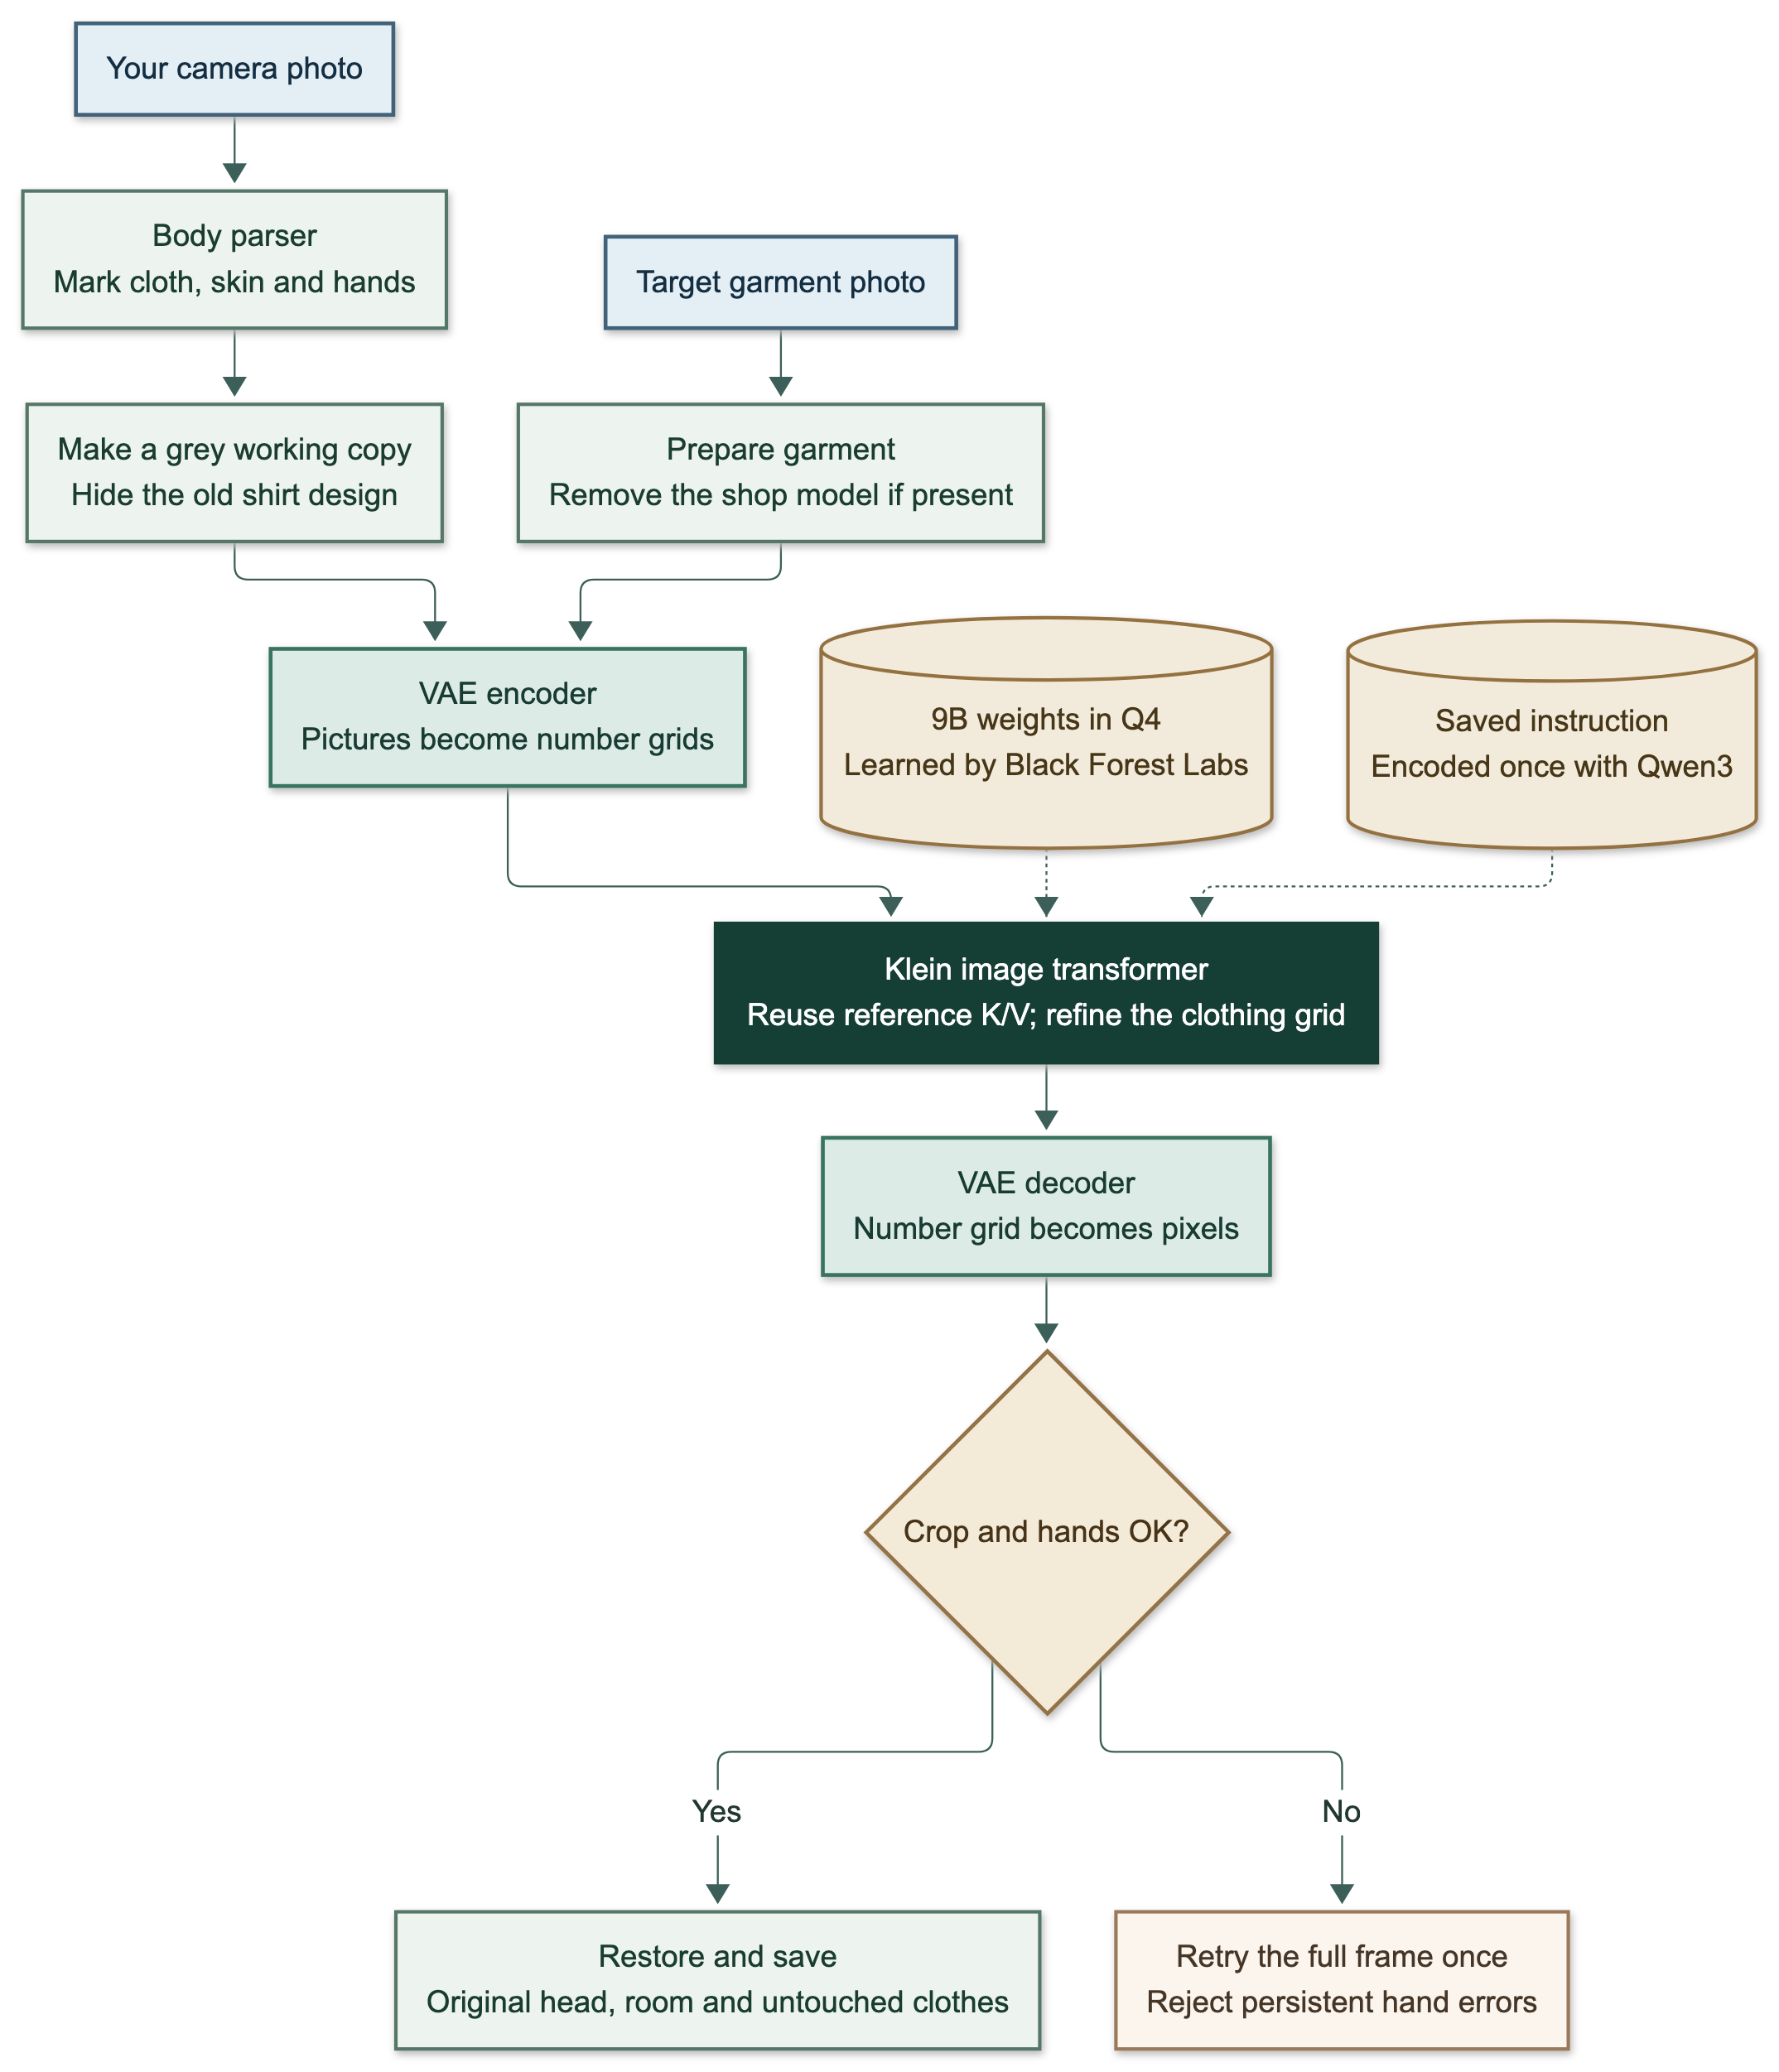 Your camera photo
Body parser
Mark cloth, skin and hands
Target garment photo
Make a grey working copy
Hide the old shirt design
Prepare garment
Remove the shop model if present
VAE encoder
Pictures become number grids
9B weights in Q4
Learned by Black Forest Labs
Saved instruction
Encoded once with Qwen3
Klein image transformer
Reuse reference K/V; refine the clothing grid
VAE decoder
Number grid becomes pixels
Crop and hands OK?
Yes
No
Restore and save
Original head, room and untouched clothes
Retry the full frame once
Reject persistent hand errors